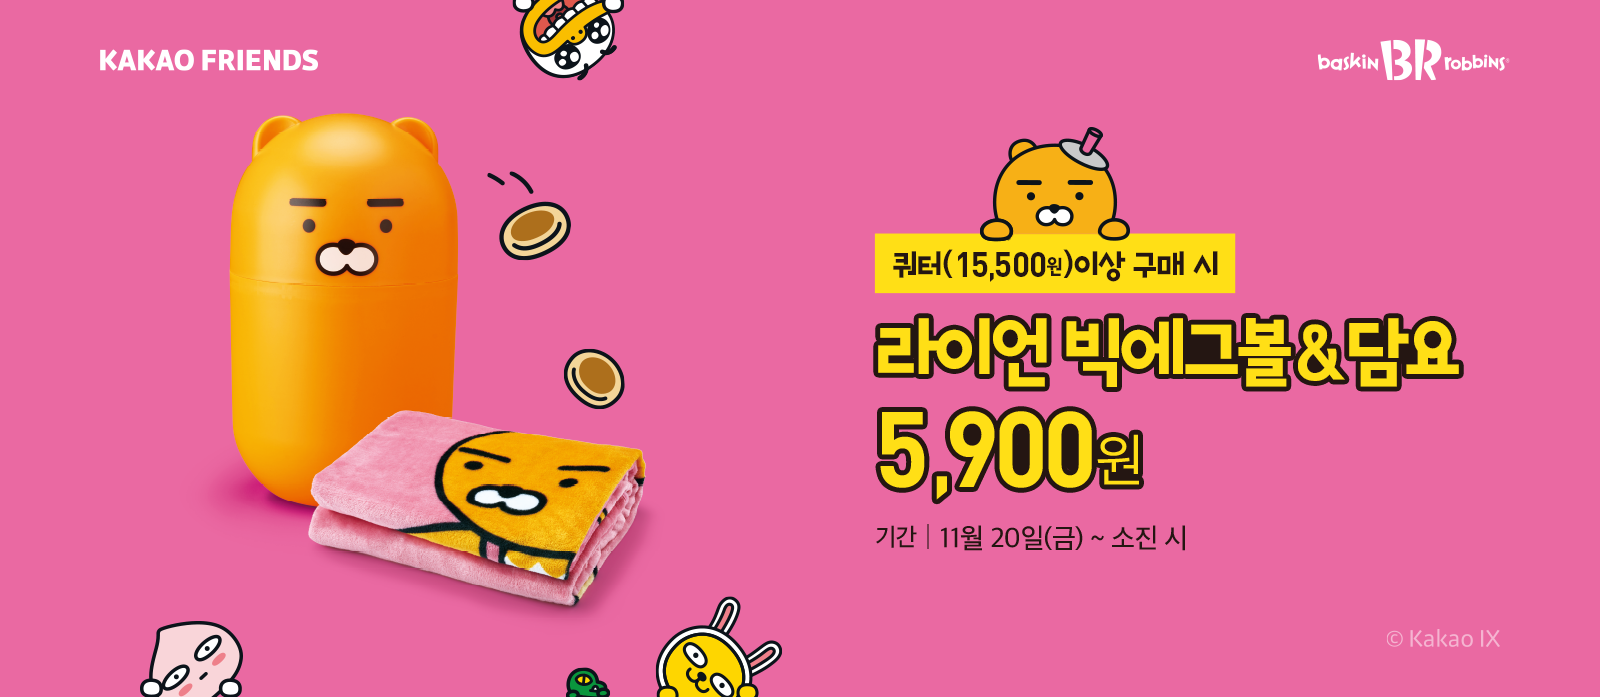 KAKAO FRIENDS
baskin BR robbins
쿼터(15,500원)이상 구매 시
라이언 빅에그볼&담요
5,900원
기간 | 11월 20일(금) ~ 소진 시
© Kakao IX